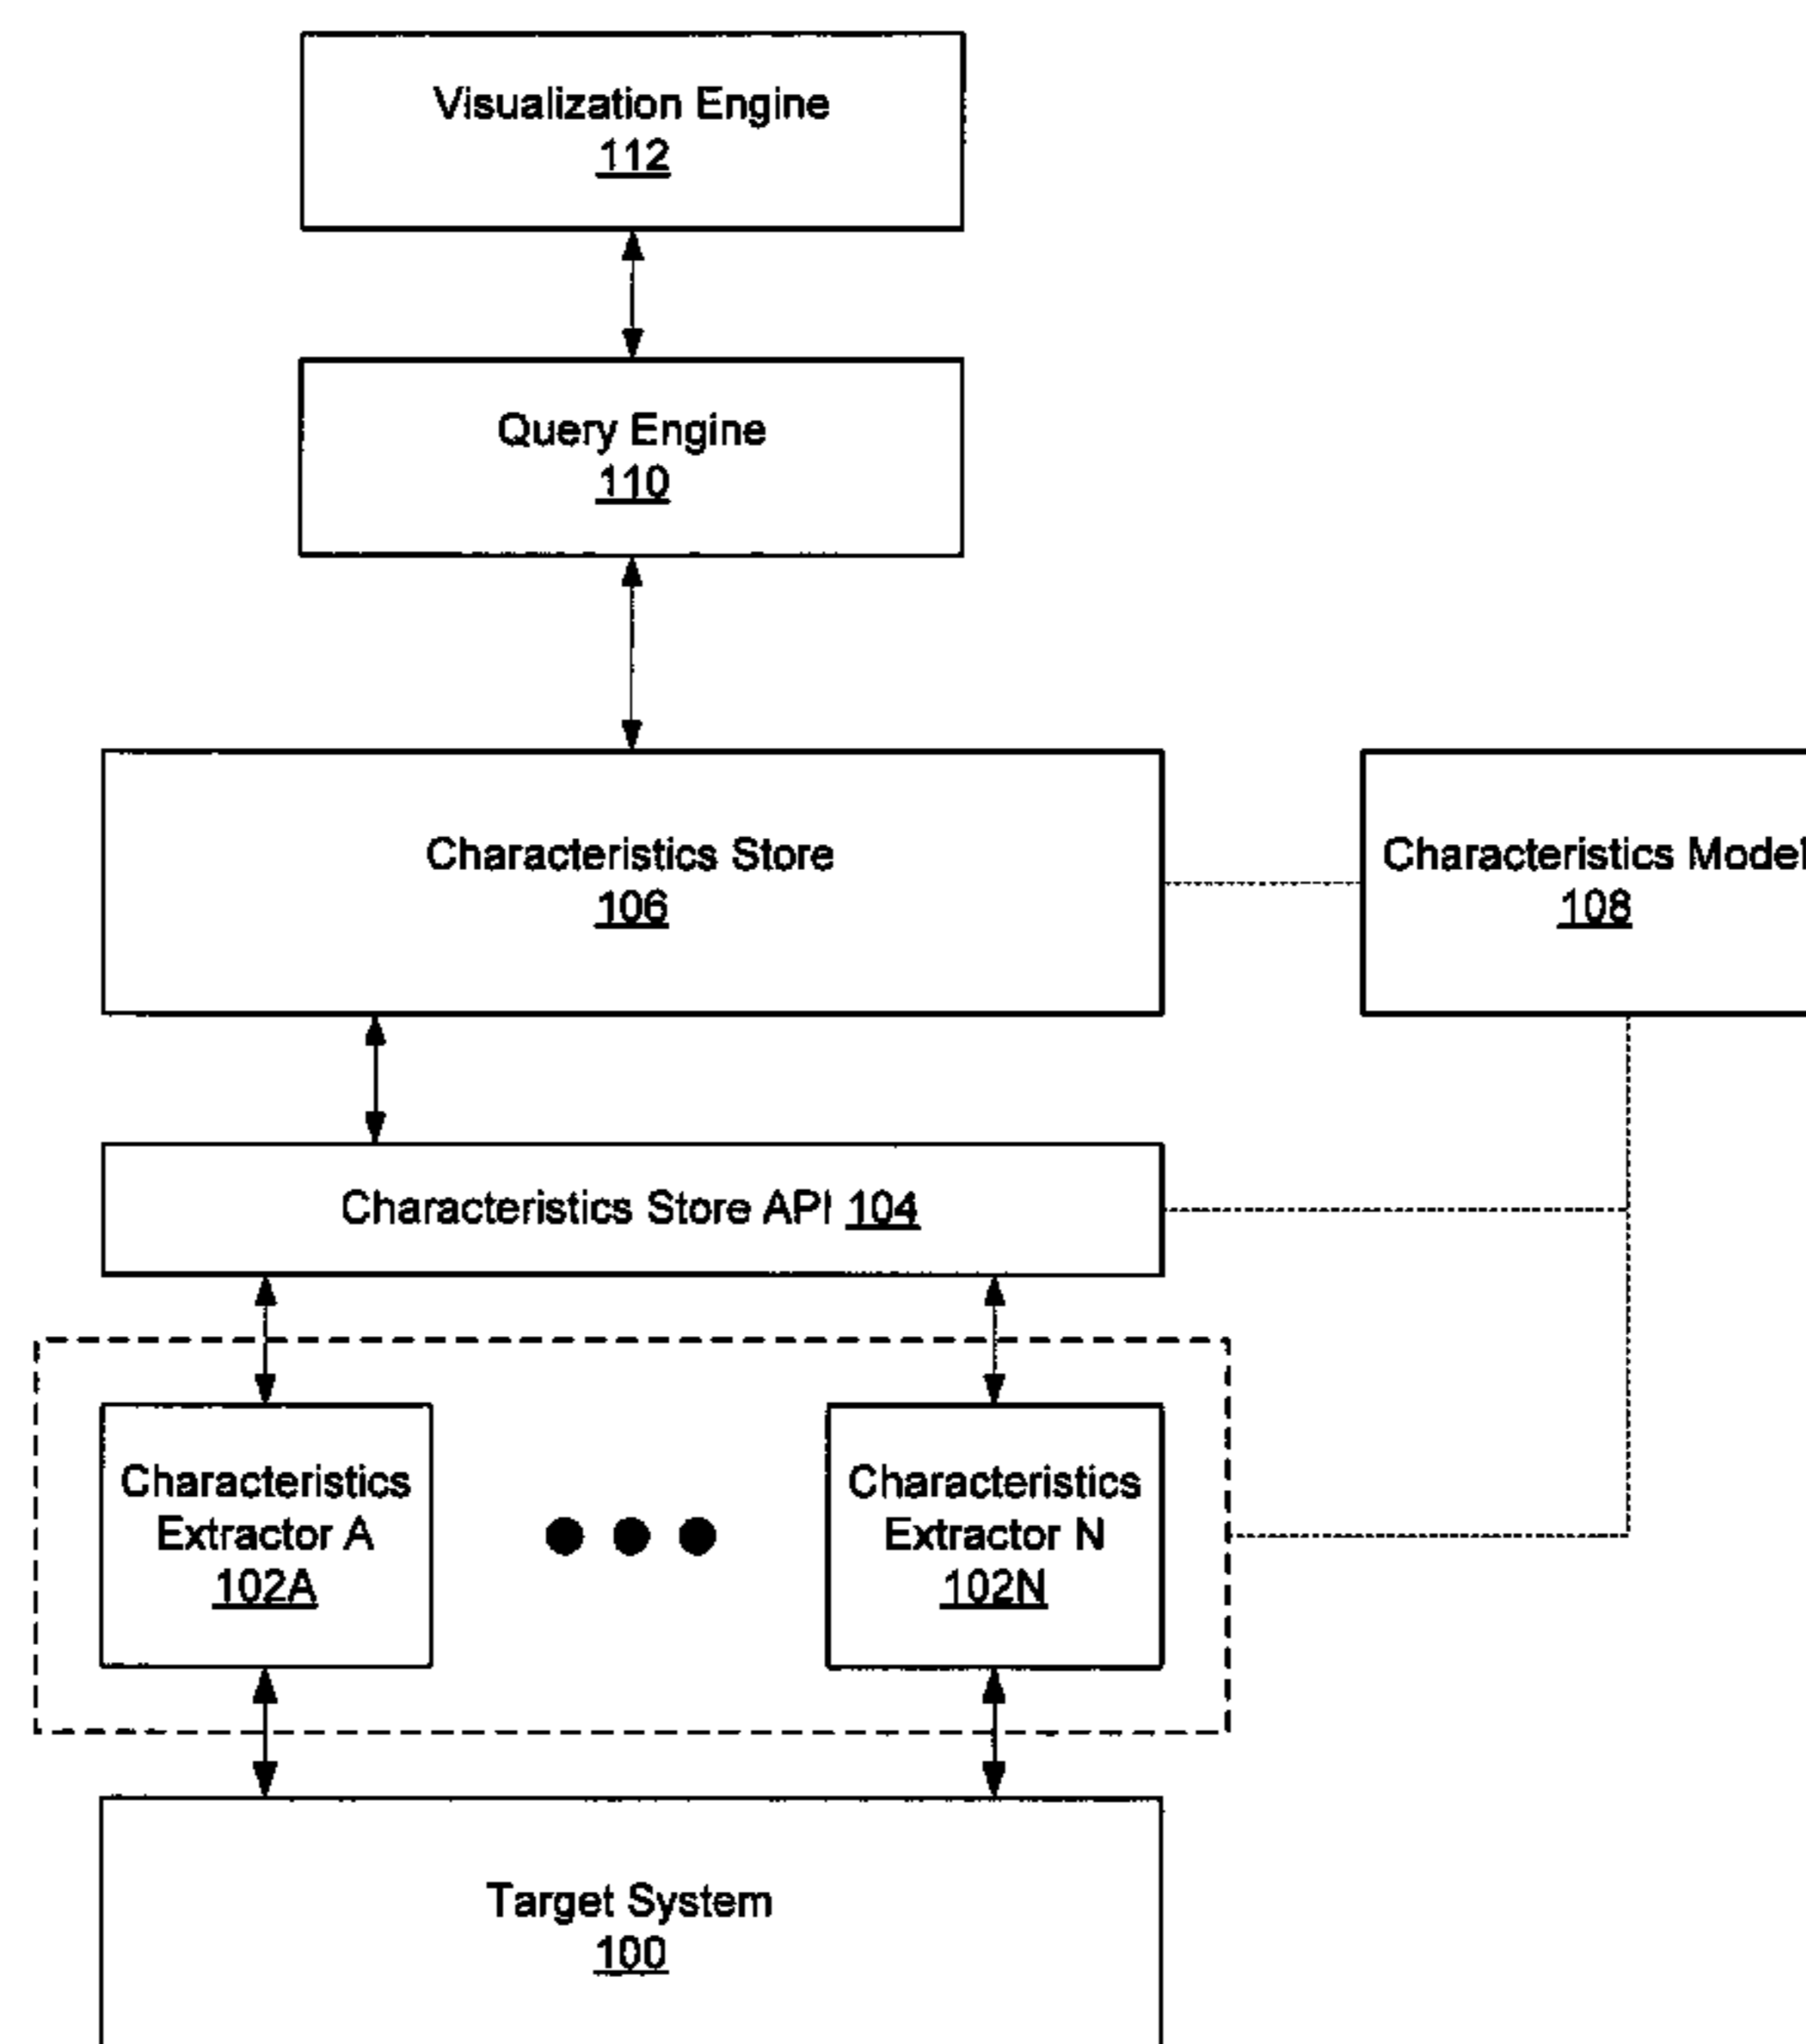 Visualization Engine
112
Query Engine
110
Characteristics Store
106
Characteristics Model
108
Characteristics Store API 104
Characteristics
Extractor A
102A
Characteristics
Extractor N
102N
Target System
100